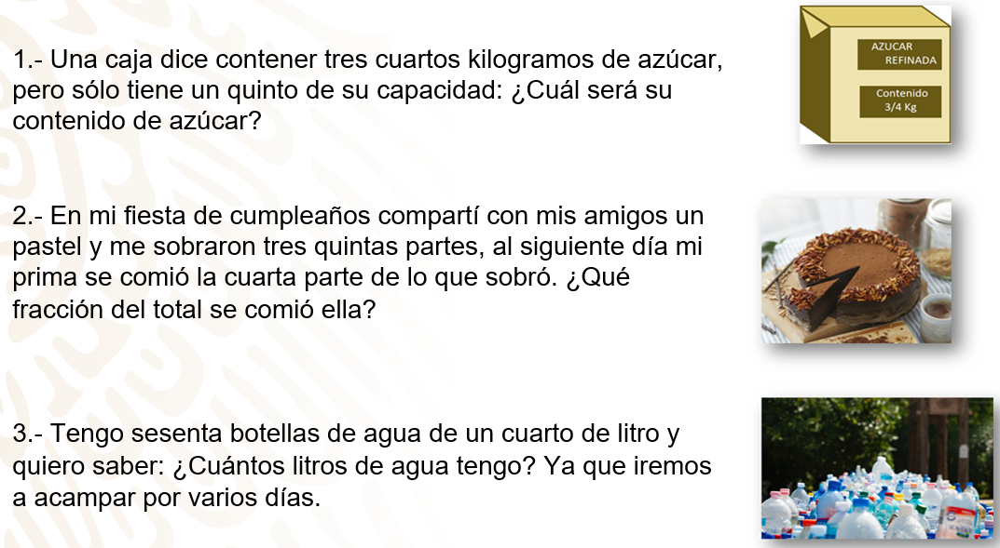 1.- Una caja dice contener tres cuartos kilogramos de azúcar,
pero sólo tiene un quinto de su capacidad: ¿Cuál será su
contenido de azúcar?
AZUCAR
REFINADA
Contenido
3/4 Kg
2.- En mi fiesta de cumpleaños compartí con mis amigos un
pastel y me sobraron tres quintas partes, al siguiente día mi
prima se comió la cuarta parte de lo que sobró. ¿Qué
fracción del total se comió ella?
3.- Tengo sesenta botellas de agua de un cuarto de litro y
quiero saber: ¿Cuántos litros de agua tengo? Ya que iremos
a acampar por varios días.